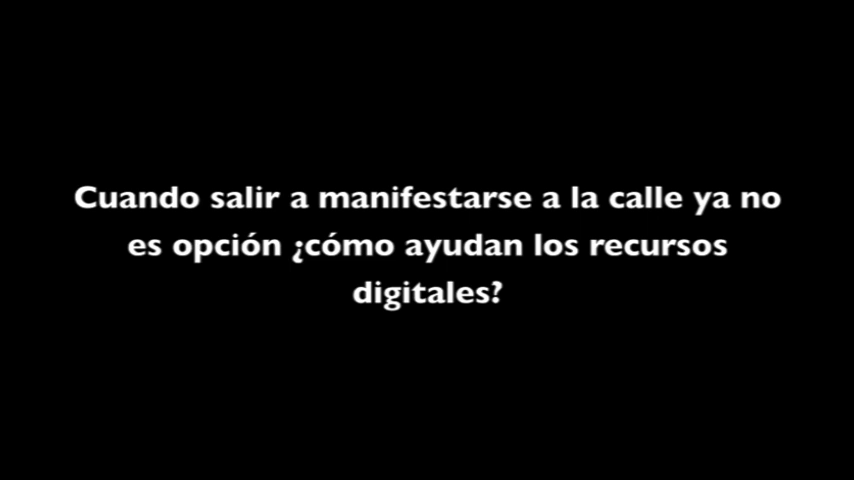 Cuando salir a manifestarse a la calle ya no
es opción ¿cómo ayudan los recursos
digitales?